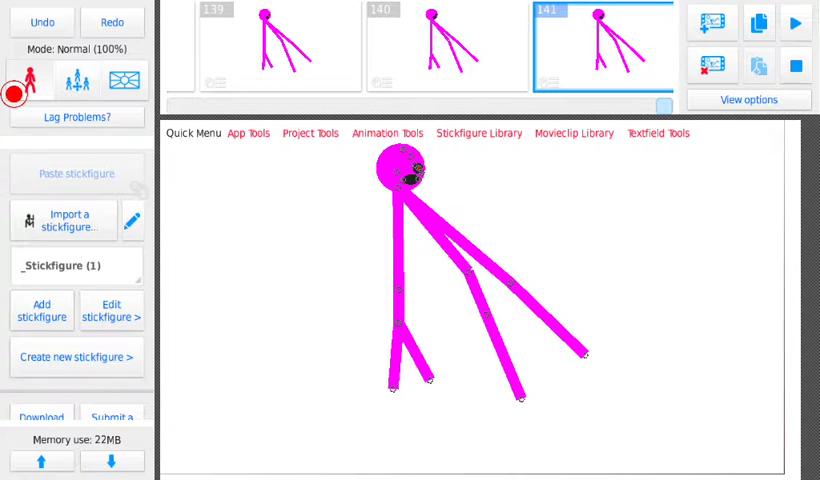 Undo
Redo
Mode: Normal (100%)
Lag Problems?
Paste stickfigure
Import a
stickfigure...
_Stickfigure (1)
Add
stickfigure
Edit
stickfigure >
Create new stickfigure >
Download
Submit a
Memory use: 22MB
139
140
141
View options
Quick Menu
App Tools
Project Tools
Animation Tools
Stickfigure Library
Movieclip Library
Textfield Tools